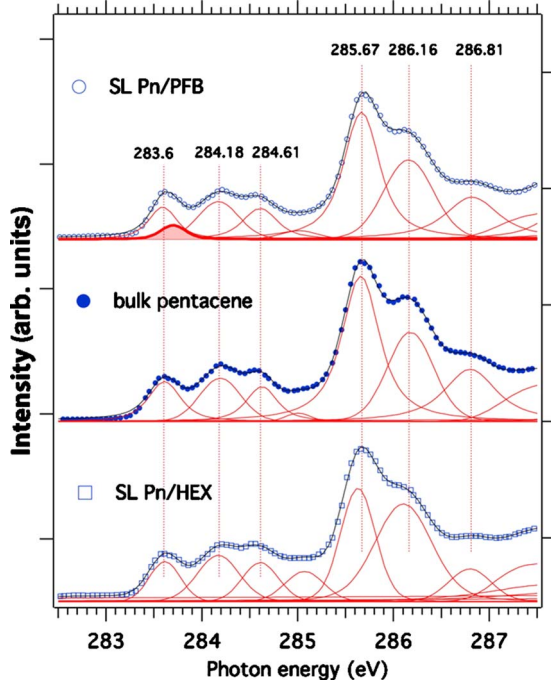 285.67 286.16 286.81
SL Pn/PFB
283.6 284.18 284.61
bulk pentacene
SL Pn/HEX
Intensity (arb. units)
283 284 285 286 287
Photon energy (eV)